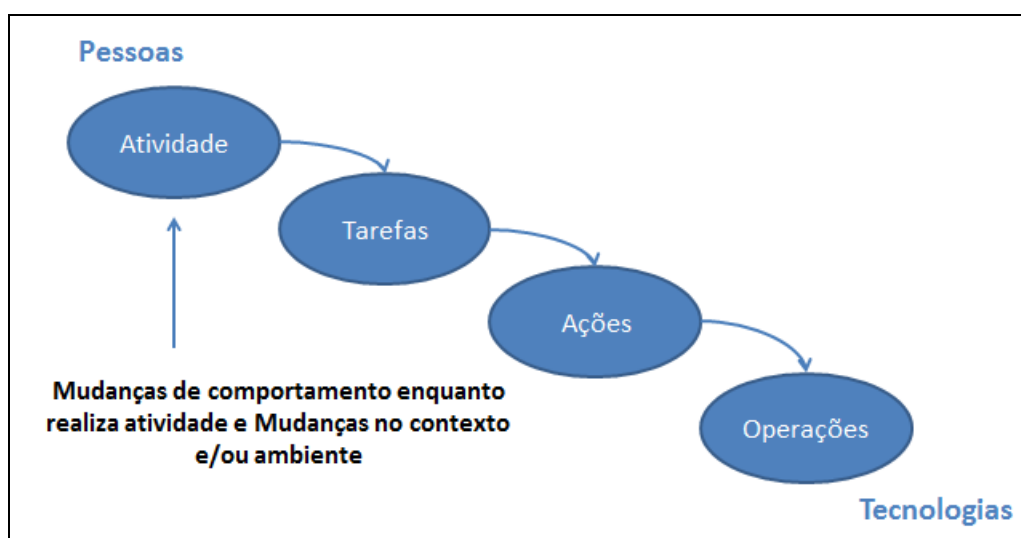 Pessoas
Atividade
Tarefas
Ações
Mudanças de comportamento enquanto
realiza atividade e Mudanças no contexto
e/ou ambiente
Operações
Tecnologias